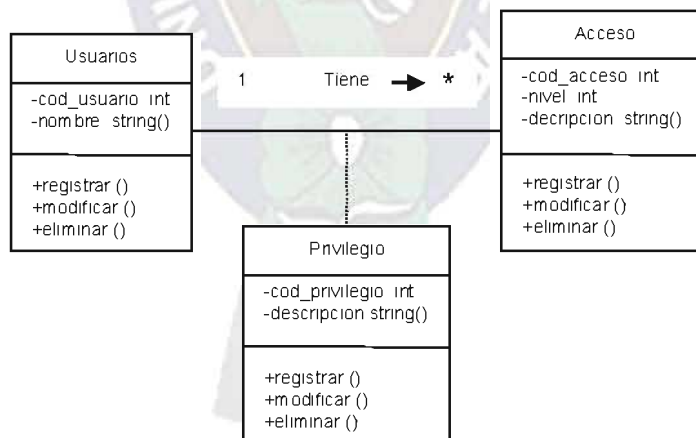 Usuarios
-cod_usuario int
-nombre string()
+registrar ()
+modificar ()
+eliminar ()
1 Tiene → *
Acceso
-cod_acceso int
-nivel int
-decripcion string()
+registrar ()
+modificar ()
+eliminar ()
Privilegio
-cod_privilegio int
-descripcion string()
+registrar ()
+modificar ()
+eliminar ()